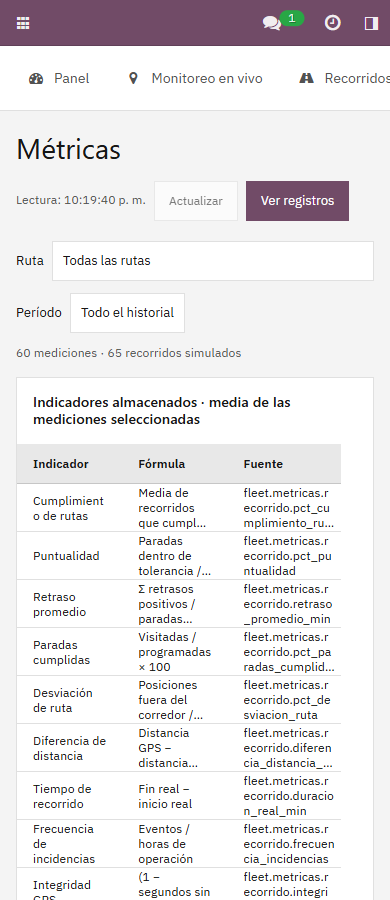 1
Panel
Monitoreo en vivo
Recorridos
Métricas
Lectura: 10:19:40 p. m.
Actualizar
Ver registros
Ruta
Todas las rutas
Período
Todo el historial
60 mediciones · 65 recorridos simulados
Indicadores almacenados · media de las
mediciones seleccionadas
Indicador
Fórmula
Fuente
Cumplimient
o de rutas
Media de
recorridos
que cumpl...
fleet.metricas.r
ecorrido.pct_cu
mplimiento_ru...
Puntualidad
Paradas
dentro de
tolerancia /...
fleet.metricas.r
ecorrido.pct_pu
ntualidad
Retraso
promedio
Σ retrasos
positivos /
paradas...
fleet.metricas.r
ecorrido.retraso
_promedio_min
Paradas
cumplidas
Visitadas /
programadas
× 100
fleet.metricas.r
ecorrido.pct_pa
radas_cumplid...
Desviación
de ruta
Posiciones
fuera del
corredor /...
fleet.metricas.r
ecorrido.pct_de
sviacion_ruta
Diferencia de
distancia
Distancia
GPS −
distancia...
fleet.metricas.r
ecorrido.diferen
cia_distancia_...
Tiempo de
recorrido
Fin real −
inicio real
fleet.metricas.r
ecorrido.duracio
n_real_min
Frecuencia
de
incidencias
Eventos /
horas de
operación
fleet.metricas.r
ecorrido.frecuen
cia_incidencias
Integridad
GPS
(1 −
segundos sin
fleet.metricas.r
ecorrido.integri